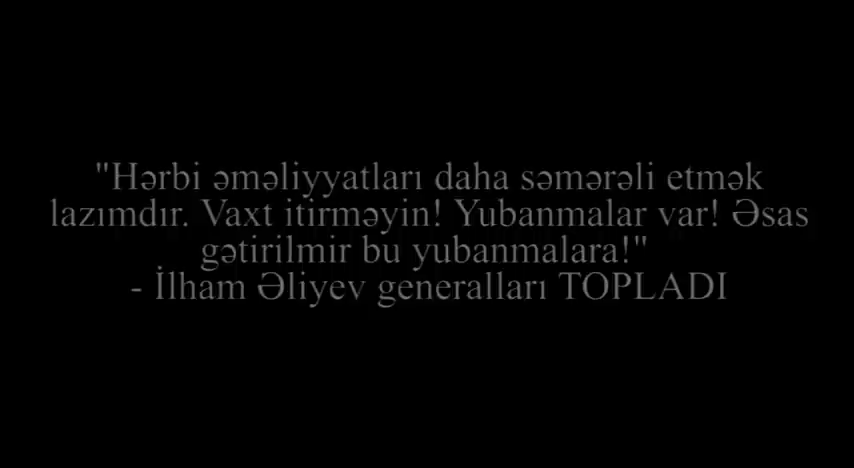 "Hərbi əməliyyatları daha səmərəli etmək
lazımdır. Vaxt itirməyin! Yubanmalar var! Əsas
gətirilmir bu yubanmalara!"
- İlham Əliyev generalları TOPLADI